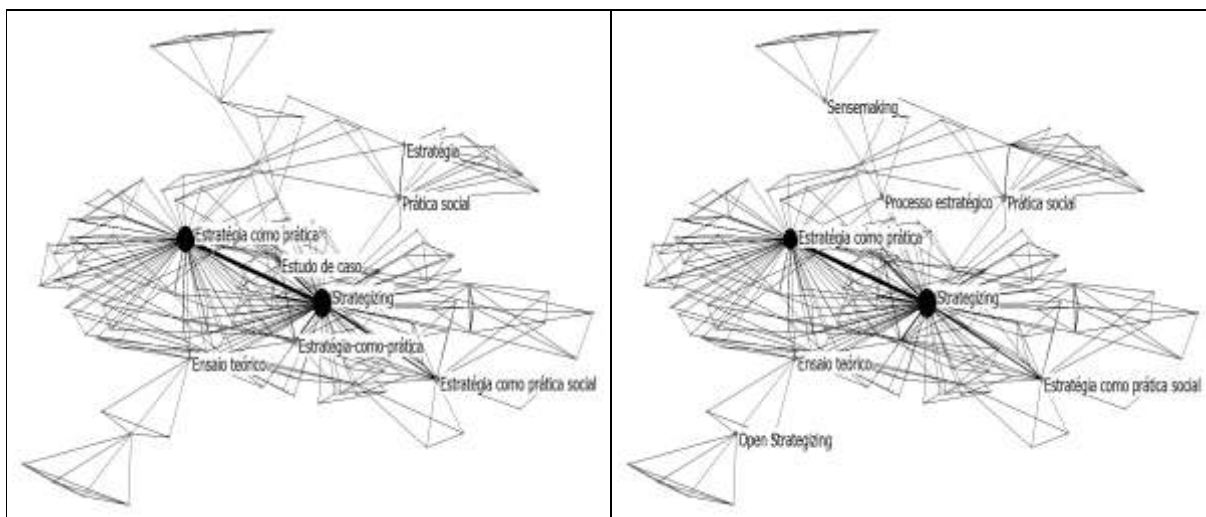 Estratégia
Prática social
Estratégia como prática
Estudo de caso
Strategizing
Estratégia-como-prática
Ensaio teórico
Estratégia como prática social
Sensemaking
Processo estratégico
Prática social
Estratégia como prática
Strategizing
Ensaio teórico
Estratégia como prática social
Open Strategizing